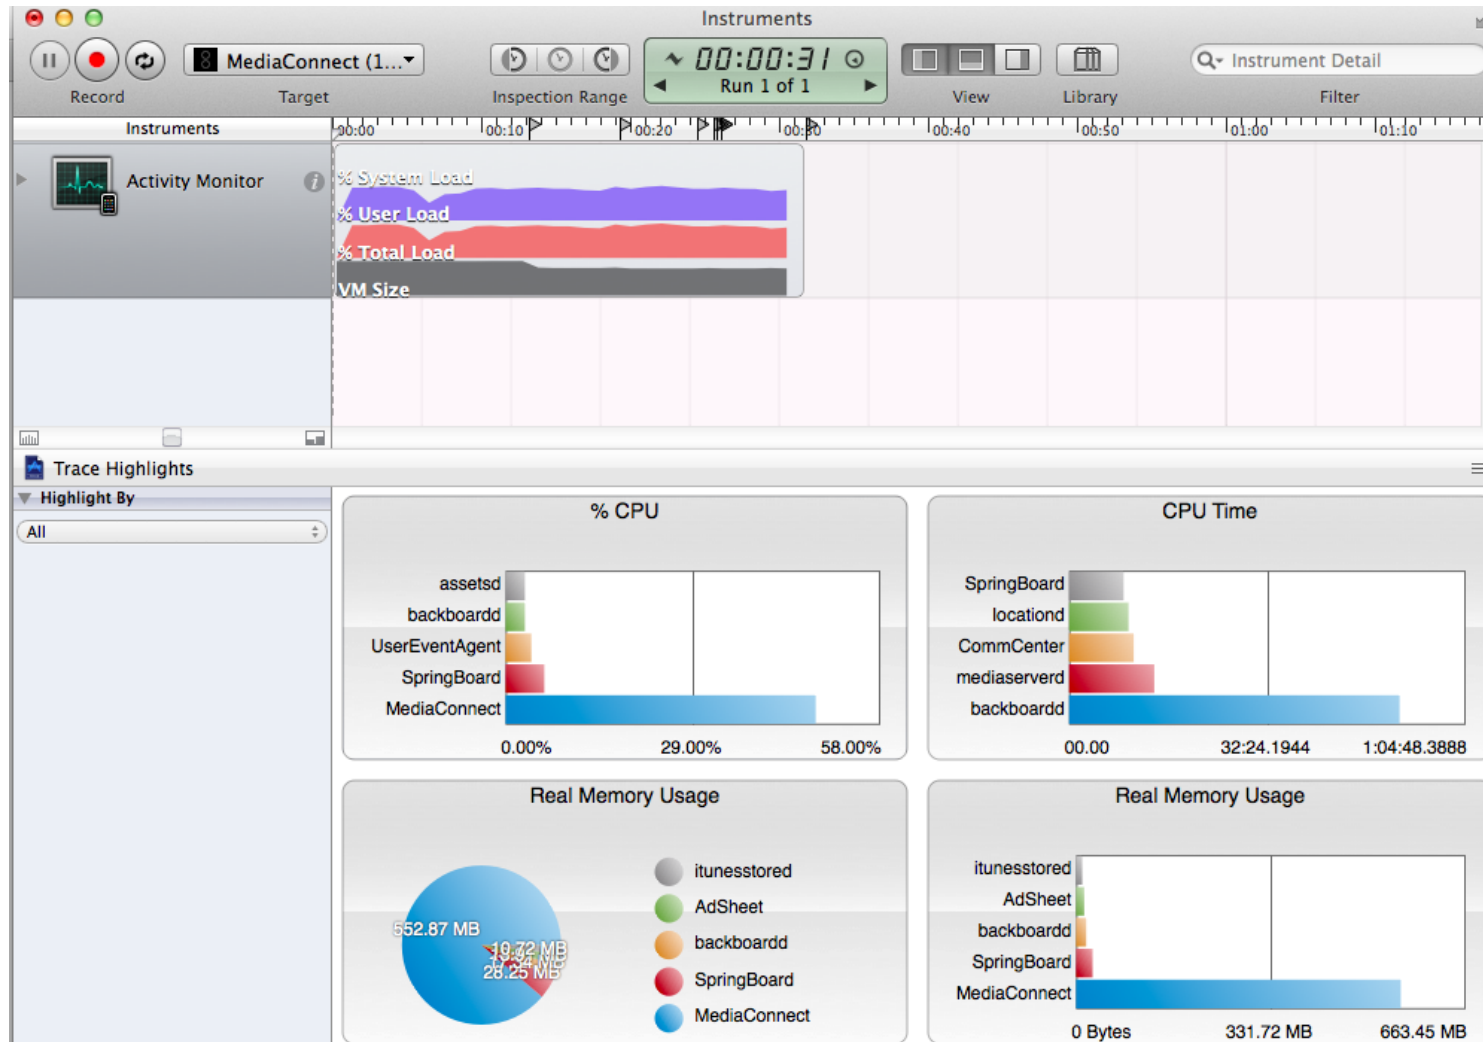 Instruments
MediaConnect (1...
00:00:31
Run 1 of 1
Instrument Detail
Record
Target
Inspection Range
View
Library
Filter
Instruments
00:00
00:10
00:20
00:30
00:40
00:50
01:00
01:10
Activity Monitor
% System Load
% User Load
% Total Load
VM Size
Trace Highlights
Highlight By
All
% CPU
assetsd
backboardd
UserEventAgent
SpringBoard
MediaConnect
0.00%
29.00%
58.00%
CPU Time
SpringBoard
locationd
CommCenter
mediaserverd
backboardd
00.00
32:24.1944
1:04:48.3888
Real Memory Usage
552.87 MB
10.72 MB
28.25 MB
itunesstored
AdSheet
backboardd
SpringBoard
MediaConnect
Real Memory Usage
itunesstored
AdSheet
backboardd
SpringBoard
MediaConnect
0 Bytes
331.72 MB
663.45 MB